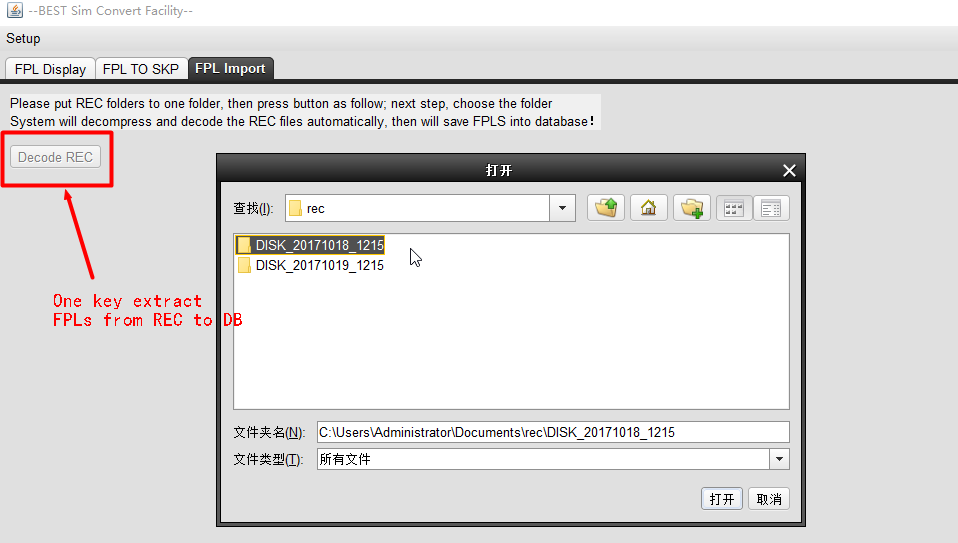 --BEST Sim Convert Facility--
Setup
FPL Display FPL TO SKP FPL Import
Please put REC folders to one folder, then press button as follow; next step, choose the folder
System will decompress and decode the REC files automatically, then will save FPLS into database!
Decode REC
打开
查找(I): rec
DISK_20171018_1215
DISK_20171019_1215
One key extract
FPLs from REC to DB
文件夹名(N): C:\Users\Administrator\Documents\rec\DISK_20171018_1215
文件类型(T): 所有文件
打开 取消